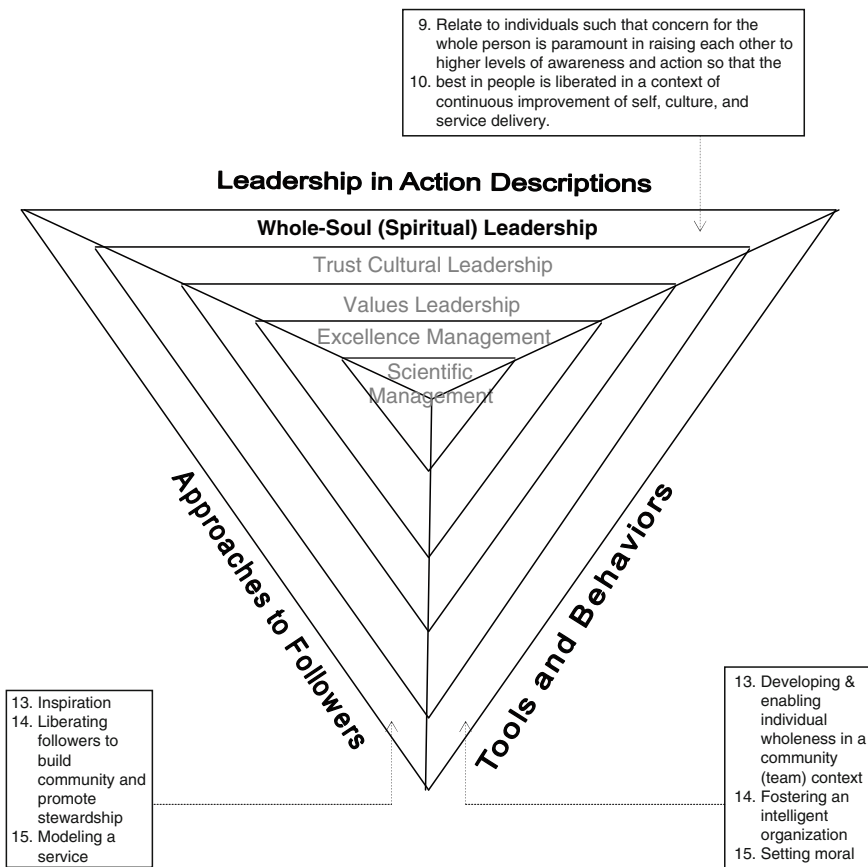 9. Relate to individuals such that concern for the
whole person is paramount in raising each other to
higher levels of awareness and action so that the
10. best in people is liberated in a context of
continuous improvement of self, culture, and
service delivery.
Leadership in Action Descriptions
Whole-Soul (Spiritual) Leadership
Trust Cultural Leadership
Values Leadership
Excellence Management
Scientific
Management
Approaches to Followers
Tools and Behaviors
13. Inspiration
14. Liberating
followers to
build
community and
promote
stewardship
15. Modeling a
service
13. Developing &
enabling
individual
wholeness in a
community
(team) context
14. Fostering an
intelligent
organization
15. Setting moral